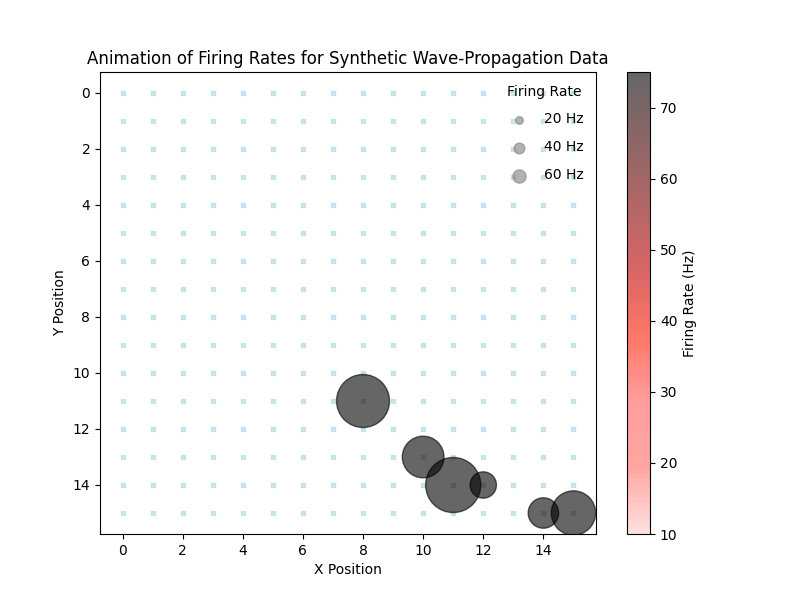 Animation of Firing Rates for Synthetic Wave-Propagation Data
Firing Rate
20 Hz
40 Hz
60 Hz
0
2
4
6
8
10
12
14
Y Position
0 2 4 6 8 10 12 14
X Position
70
60
50
40
30
20
10
Firing Rate (Hz)